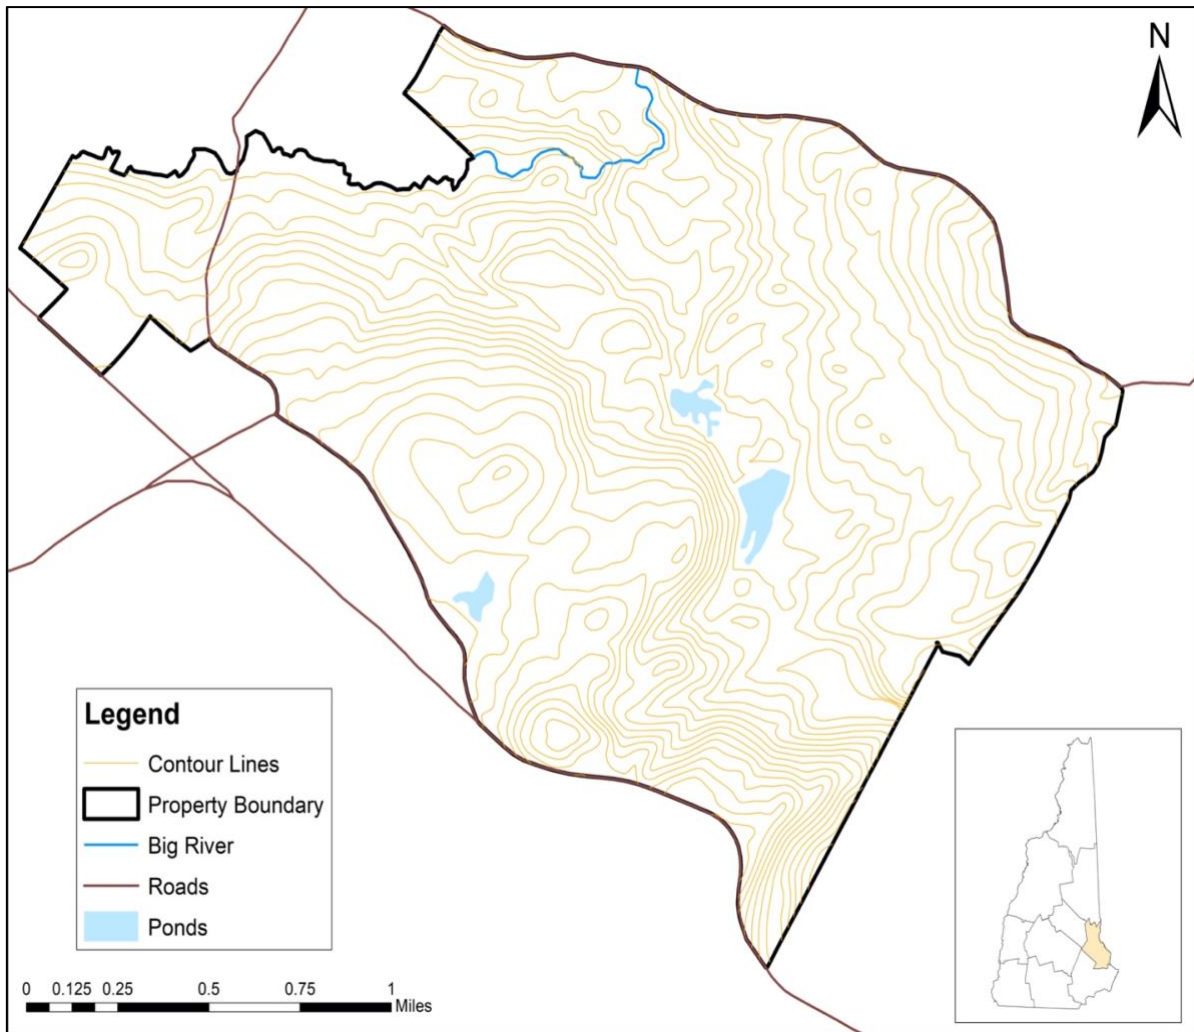 N
Legend
Contour Lines
Property Boundary
Big River
Roads
Ponds
0 0.125 0.25 0.5 0.75 1
Miles